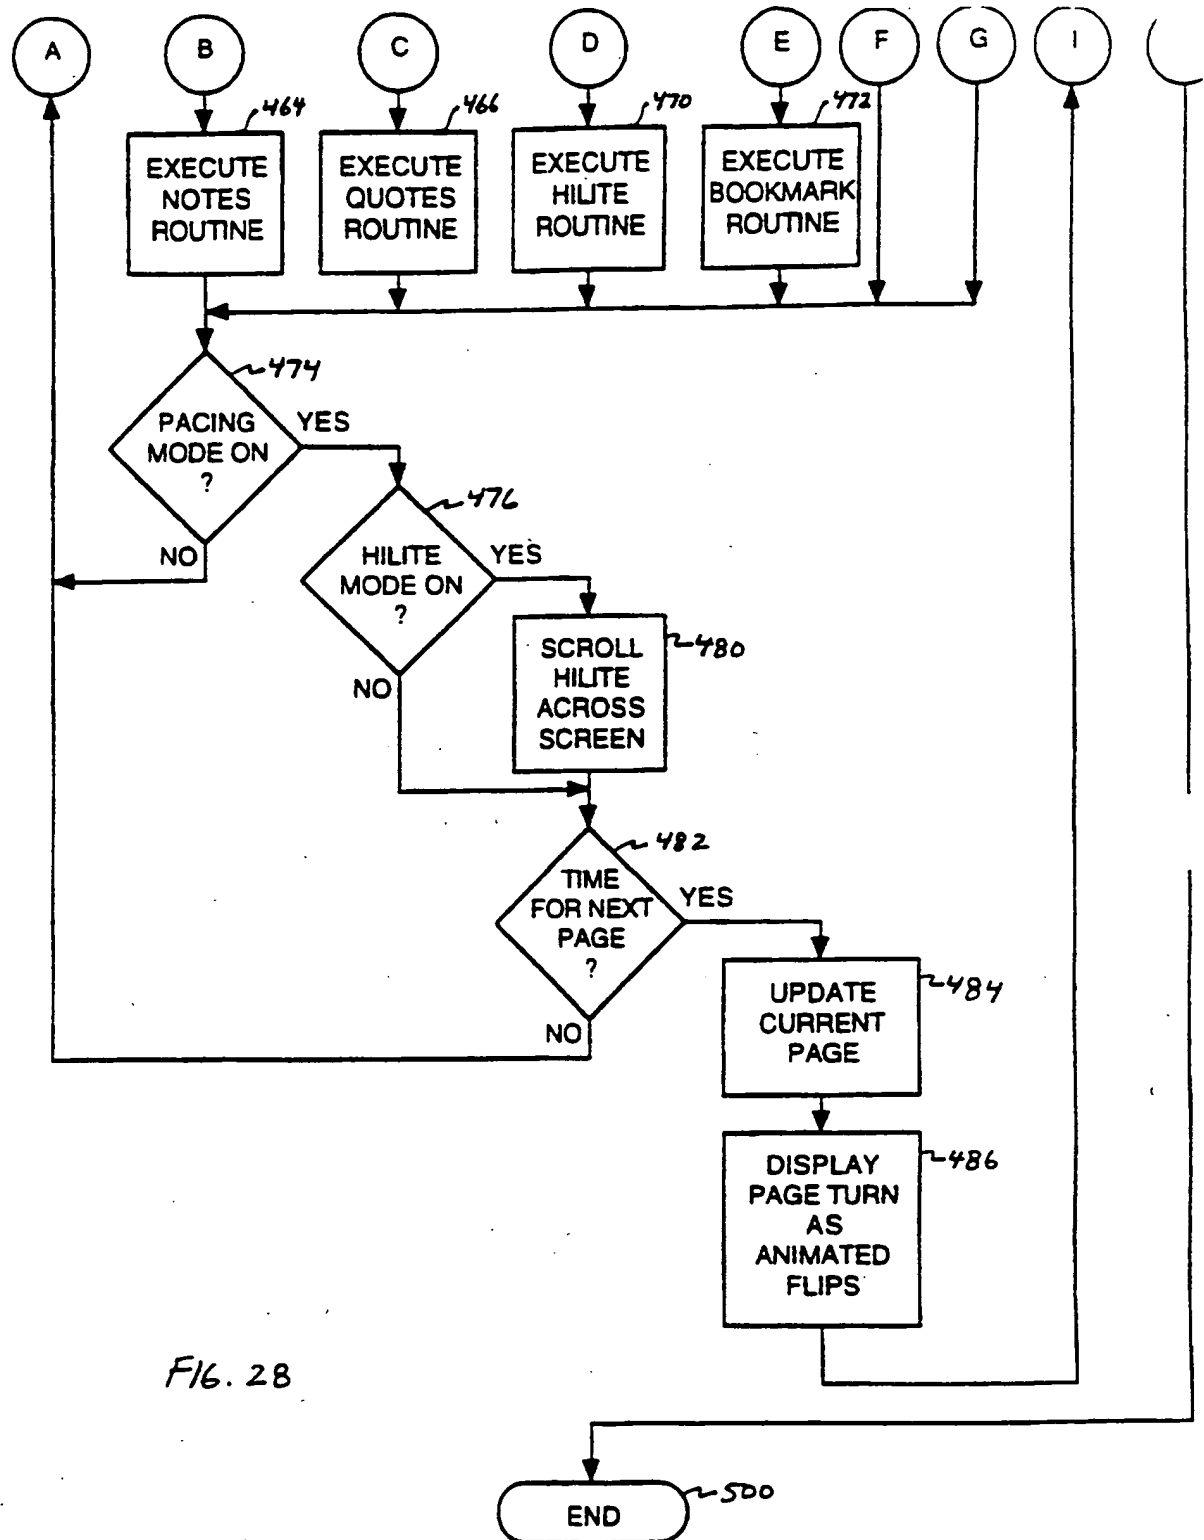 A B C D E F G I
464 466 470 472
EXECUTE
NOTES
ROUTINE
EXECUTE
QUOTES
ROUTINE
EXECUTE
HILITE
ROUTINE
EXECUTE
BOOKMARK
ROUTINE
474
PACING
MODE ON
?
YES
NO
476
HILITE
MODE ON
?
YES
NO
480
SCROLL
HILITE
ACROSS
SCREEN
482
TIME
FOR NEXT
PAGE
?
YES
NO
484
UPDATE
CURRENT
PAGE
486
DISPLAY
PAGE TURN
AS
ANIMATED
FLIPS
FIG. 28
500
END